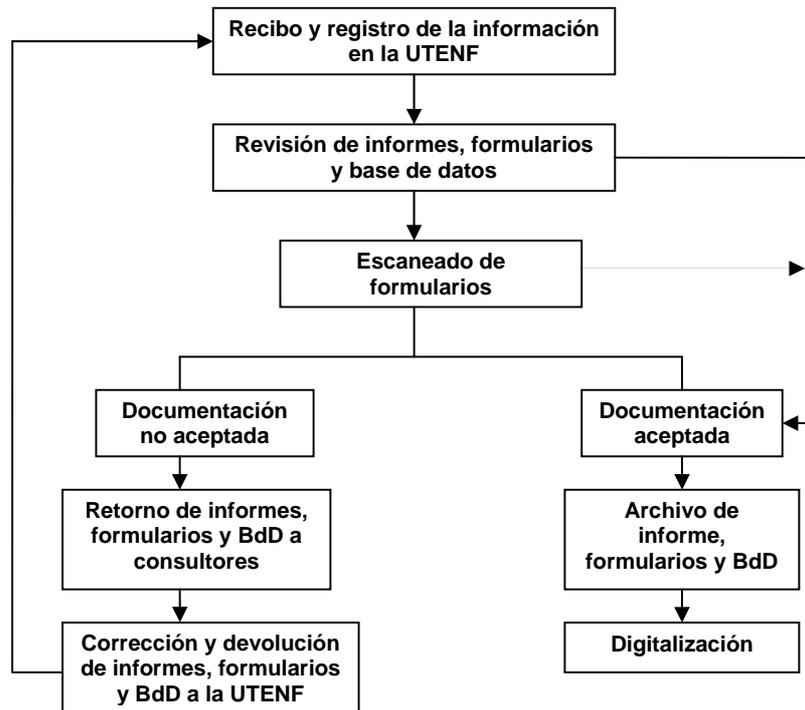 Recibo y registro de la información
en la UTENF
Revisión de informes, formularios
y base de datos
Escaneado de
formularios
Documentación
no aceptada
Documentación
aceptada
Retorno de informes,
formularios y BdD a
consultores
Archivo de
informe,
formularios y BdD
Corrección y devolución
de informes, formularios
y BdD a la UTENF
Digitalización